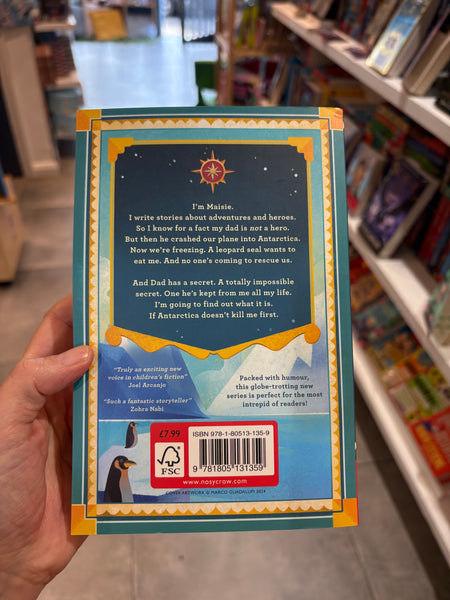 I'm Maisie.
I write stories about adventures and heroes.
So I know for a fact my dad is not a hero.
But then he crashed our plane into Antarctica.
Now we're freezing. A leopard seal wants to
eat me. And no one's coming to rescue us.
And Dad has a secret. A totally impossible
secret. One he's kept from me all my life.
I'm going to find out what it is.
If Antarctica doesn't kill me first.
"Truly an exciting new
voice in children's fiction"
Joel Arcanjo
"Such a fantastic storyteller"
Zohra Nabi
Packed with humour,
this globe-trotting new
series is perfect for the most
intrepid of readers!
£7.99
FSC
ISBN 978-1-80513-135-9
9 781805 131359
www.nosycrow.com
COVER ARTWORK © MARCO GUADALUPI 2024